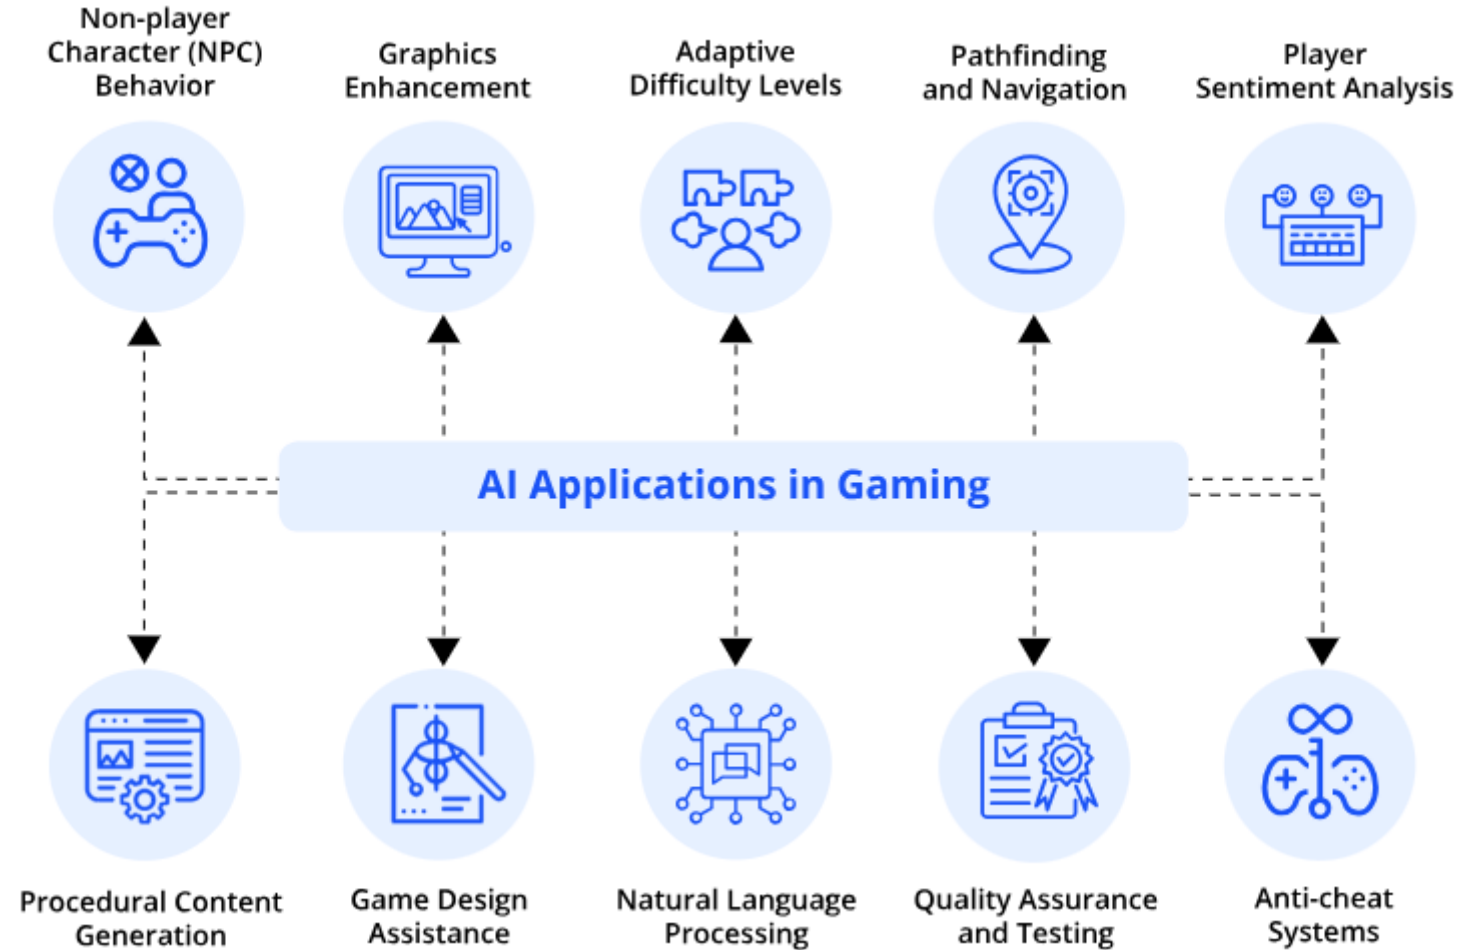 Non-player
Character (NPC)
Behavior
Graphics
Enhancement
Adaptive
Difficulty Levels
Pathfinding
and Navigation
Player
Sentiment Analysis
AI Applications in Gaming
Procedural Content
Generation
Game Design
Assistance
Natural Language
Processing
Quality Assurance
and Testing
Anti-cheat
Systems